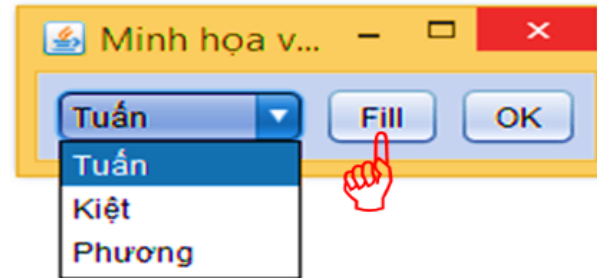 Minh họa v...
Tuấn Fill OK
Tuấn
Kiệt
Phương